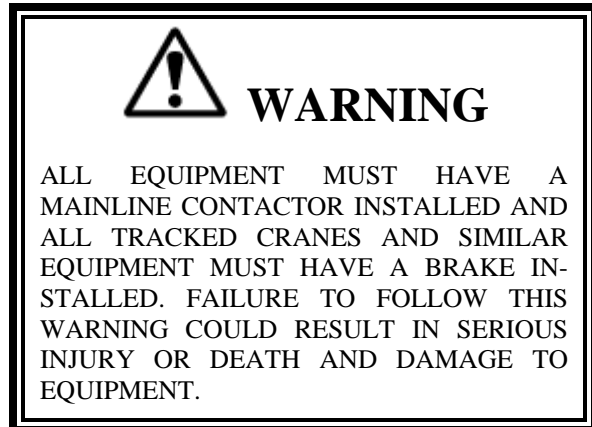 WARNING
ALL EQUIPMENT MUST HAVE A
MAINLINE CONTACTOR INSTALLED AND
ALL TRACKED CRANES AND SIMILAR
EQUIPMENT MUST HAVE A BRAKE IN-
STALLED. FAILURE TO FOLLOW THIS
WARNING COULD RESULT IN SERIOUS
INJURY OR DEATH AND DAMAGE TO
EQUIPMENT.